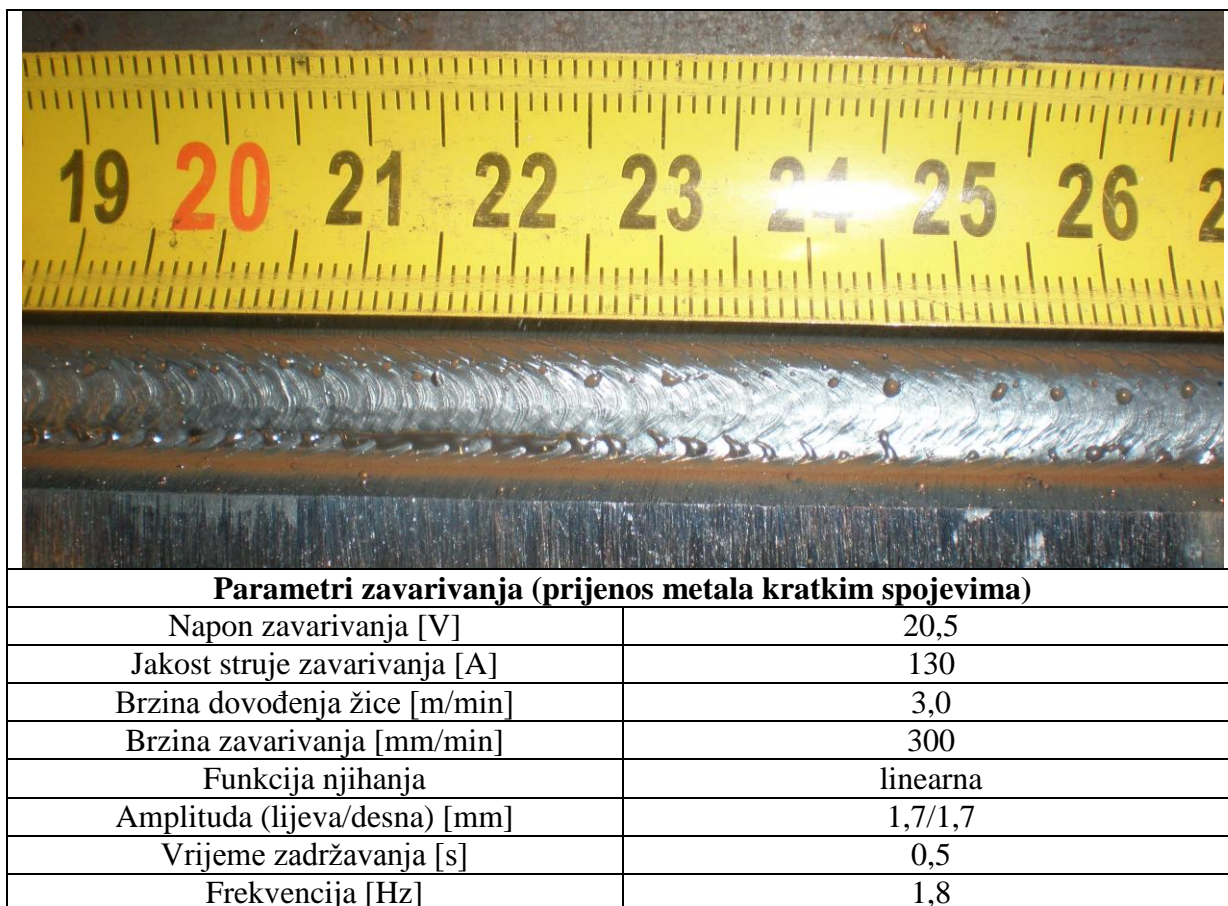 19 20 21 22 23 24 25 26 2
Parametri zavarivanja (prijenos metala kratkim spojevima)
Napon zavarivanja [V] 20,5
Jakost struje zavarivanja [A] 130
Brzina dovođenja žice [m/min] 3,0
Brzina zavarivanja [mm/min] 300
Funkcija njihanja linearna
Amplituda (lijeva/desna) [mm] 1,7/1,7
Vrijeme zadržavanja [s] 0,5
Frekvencija [Hz] 1,8